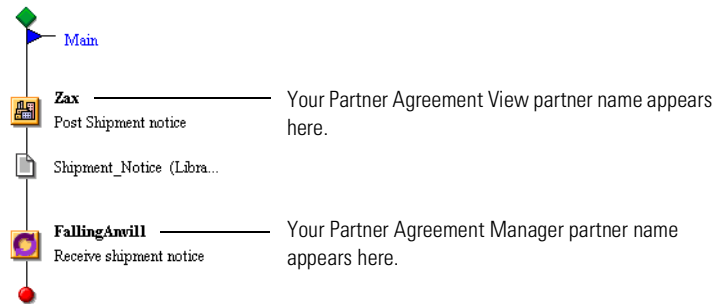 Main
Zax
Your Partner Agreement View partner name appears
here.
Post Shipment notice
Shipment_Notice (Libra...
FallingAnvil1
Your Partner Agreement Manager partner name
appears here.
Receive shipment notice